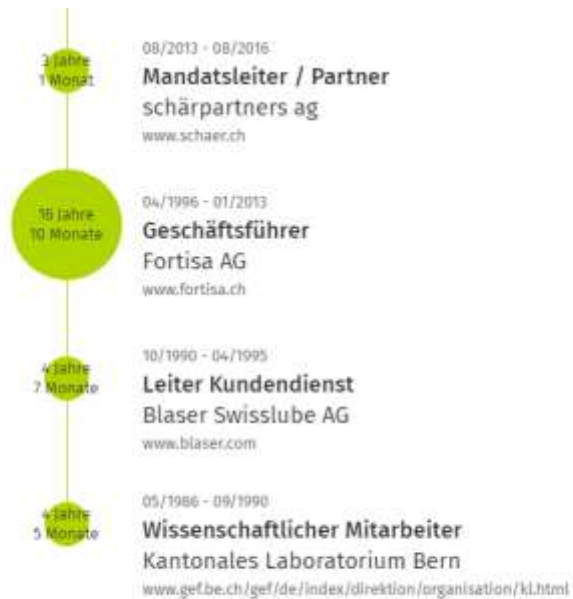 3 Jahre
1 Monat
08/2013 - 08/2016
Mandatsleiter / Partner
schärpartners ag
www.schaer.ch
16 Jahre
10 Monate
04/1996 - 01/2013
Geschäftsführer
Fortisa AG
www.fortisa.ch
4 Jahre
7 Monate
10/1990 - 04/1995
Leiter Kundendienst
Blaser Swisslube AG
www.blaser.com
4 Jahre
5 Monate
05/1986 - 09/1990
Wissenschaftlicher Mitarbeiter
Kantonales Laboratorium Bern
www.gef.be.ch/gef/de/index/direktion/organisation/kl.html